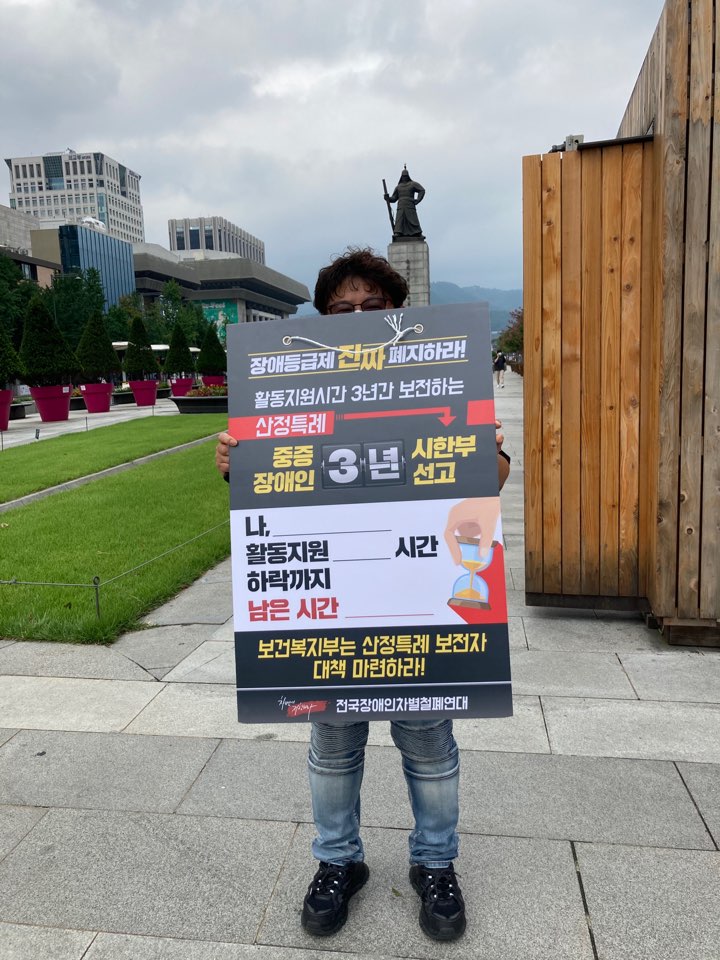 장애등급제 진짜 폐지하라!
활동지원시간 3년간 보전하는
산정특례
중증 장애인 3년 시한부 선고
나,
활동지원 시간
하락까지
남은 시간
보건복지부는 산정특례 보전자
대책 마련하라!
전국장애인차별철폐연대